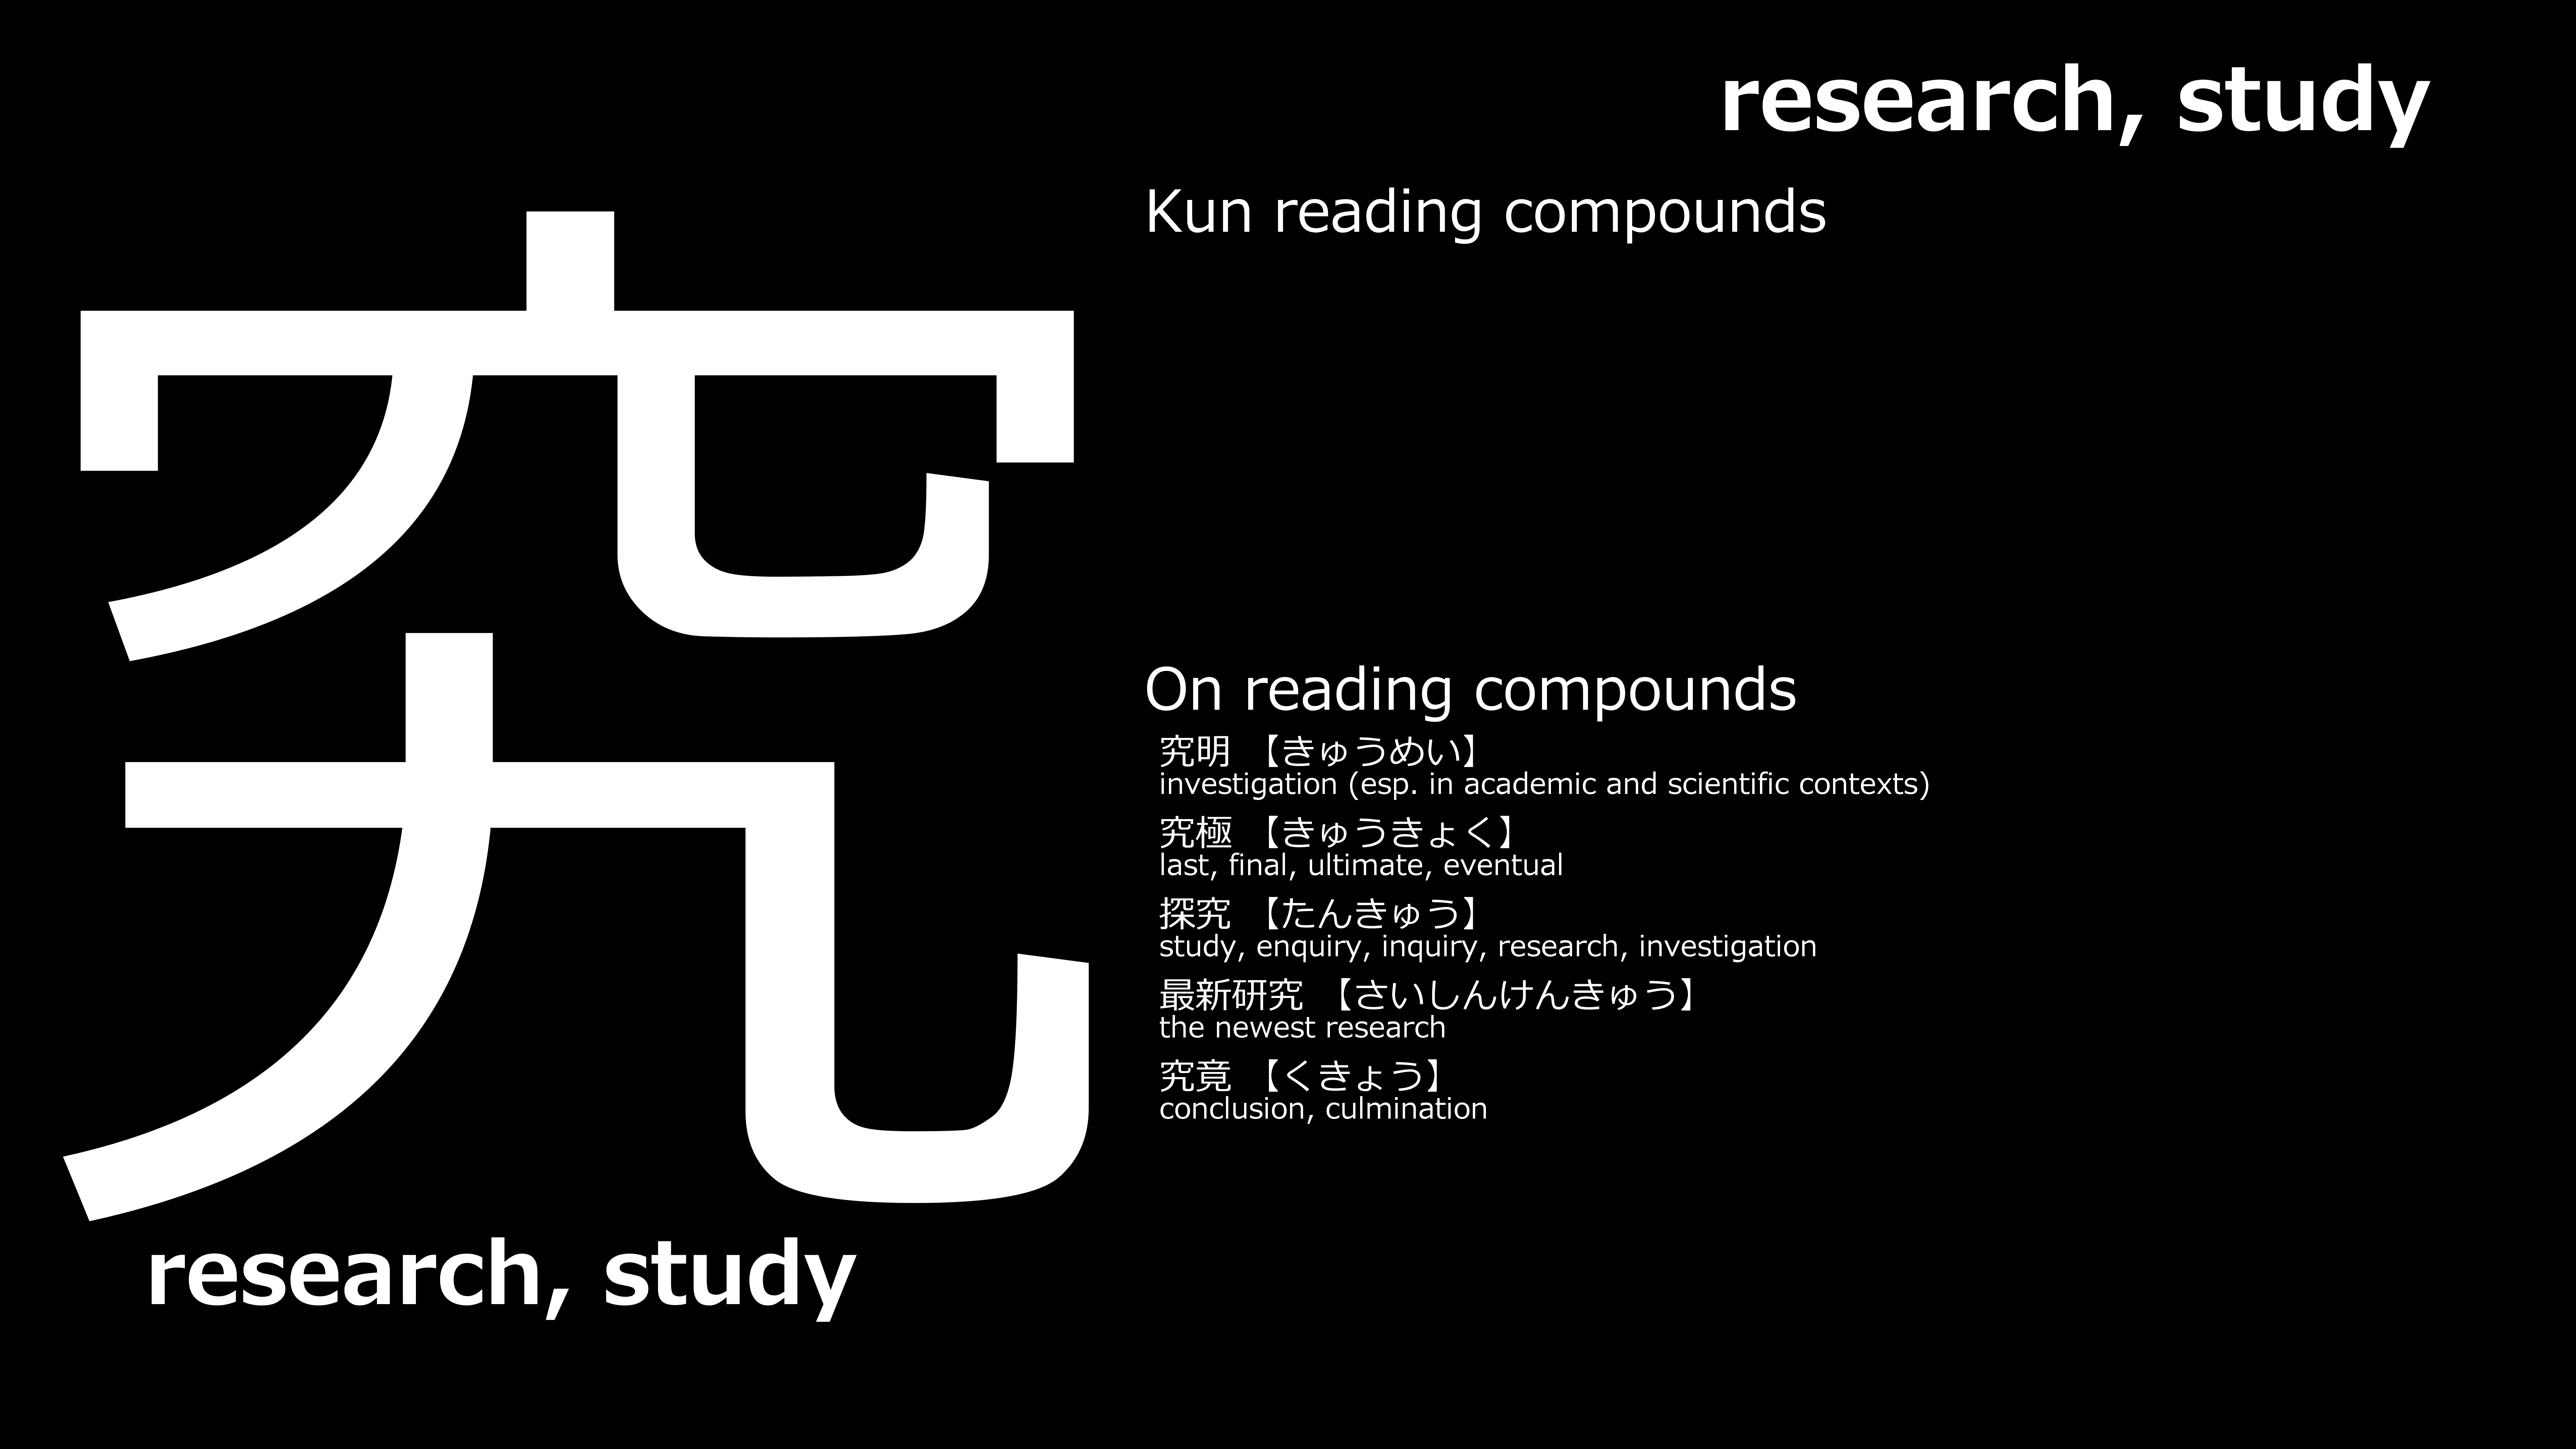 research, study
Kun reading compounds
究
On reading compounds
究明 【きゅうめい】
investigation (esp. in academic and scientific contexts)
究極 【きゅうきょく】
last, final, ultimate, eventual
探究 【たんきゅう】
study, enquiry, inquiry, research, investigation
最新研究 【さいしんけんきゅう】
the newest research
究竟 【くきょう】
conclusion, culmination
research, study